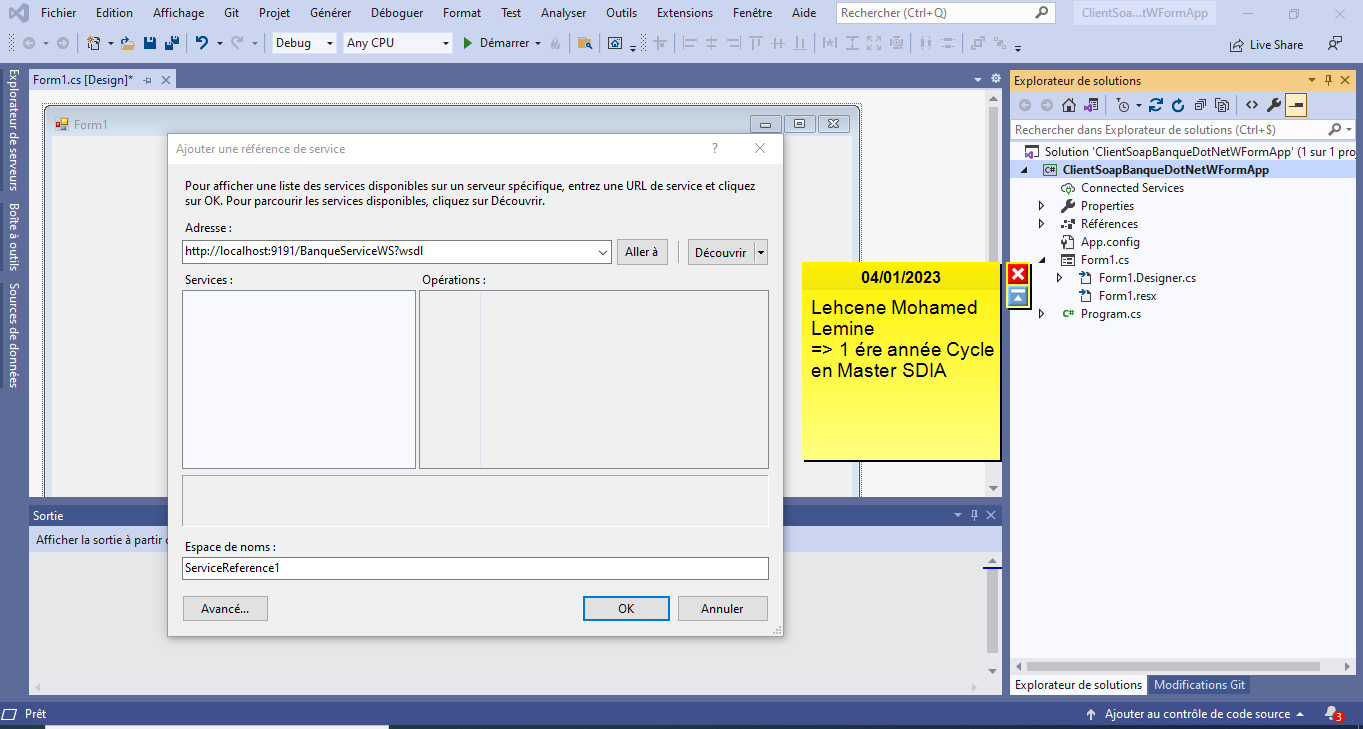 Fichier Edition Affichage Git Projet Générer Déboguer Format Test Analyser Outils Extensions Fenêtre Aide Rechercher (Ctrl+Q) ClientSoa...tWFormApp
Debug Any CPU Démarrer Live Share
Explorateur de serveurs
Boîte à outils
Sources de données
Form1.cs [Design]*
Form1
Ajouter une référence de service ?
Pour afficher une liste des services disponibles sur un serveur spécifique, entrez une URL de service et cliquez
sur OK. Pour parcourir les services disponibles, cliquez sur Découvrir.
Adresse :
http://localhost:9191/BanqueServiceWS?wsdl Aller à Découvrir
Services : Opérations :
Espace de noms :
ServiceReference1
Avancé... OK Annuler
04/01/2023
Lehcene Mohamed
Lemine
=> 1 ére année Cycle
en Master SDIA
Sortie
Afficher la sortie à partir
Explorateur de solutions
Rechercher dans Explorateur de solutions (Ctrl+$)
Solution 'ClientSoapBanqueDotNetWFormApp' (1 sur 1 proj
C# ClientSoapBanqueDotNetWFormApp
Connected Services
Properties
Références
App.config
Form1.cs
Form1.Designer.cs
Form1.resx
C# Program.cs
Explorateur de solutions Modifications Git
Prêt Ajouter au contrôle de code source 3